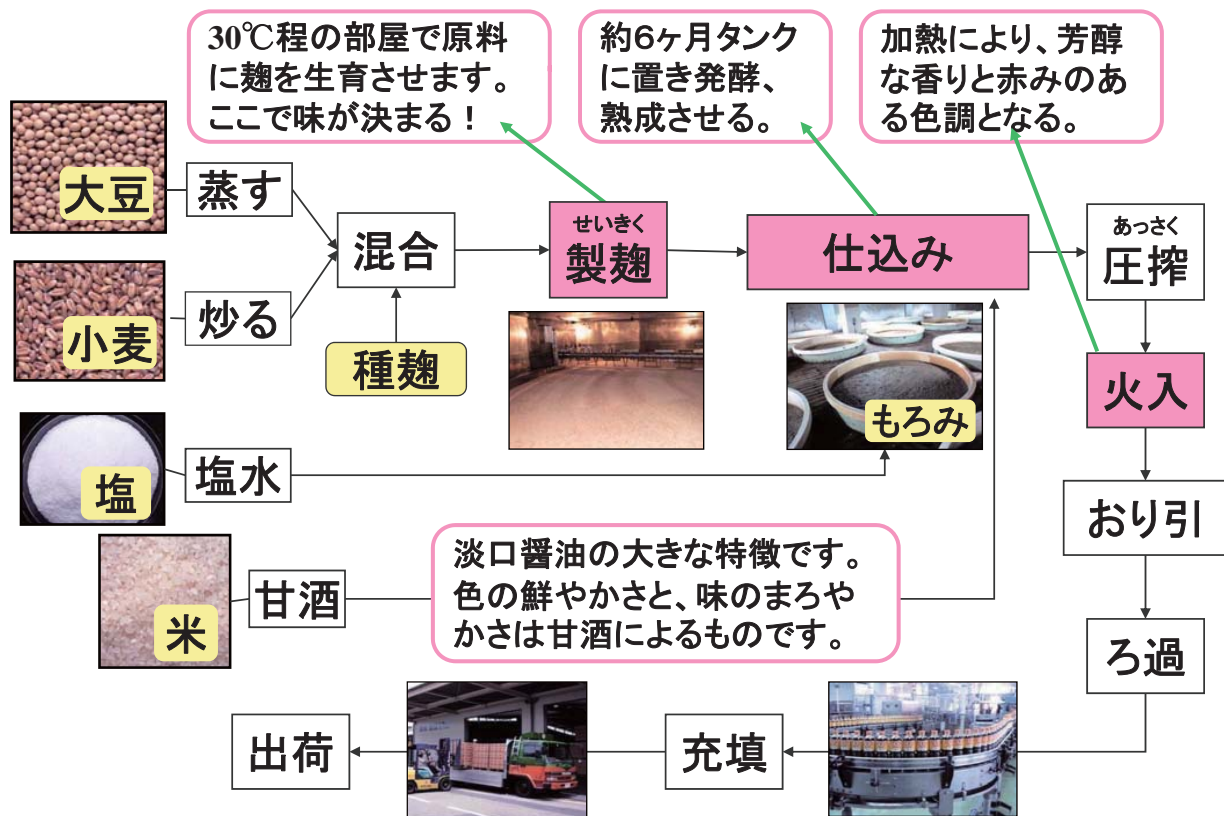 30℃程の部屋で原料
に麹を生育させます。
ここで味が決まる！
約６ヶ月タンク
に置き発酵、
熟成させる。
加熱により、芳醇
な香りと赤みのあ
る色調となる。
大豆
蒸す
小麦
炒る
混合
種麹
せいきく
製麹
仕込み
もろみ
あっさく
圧搾
火入
塩
塩水
おり引
米
甘酒
淡口醤油の大きな特徴です。
色の鮮やかさと、味のまろや
かさは甘酒によるものです。
ろ過
充填
出荷